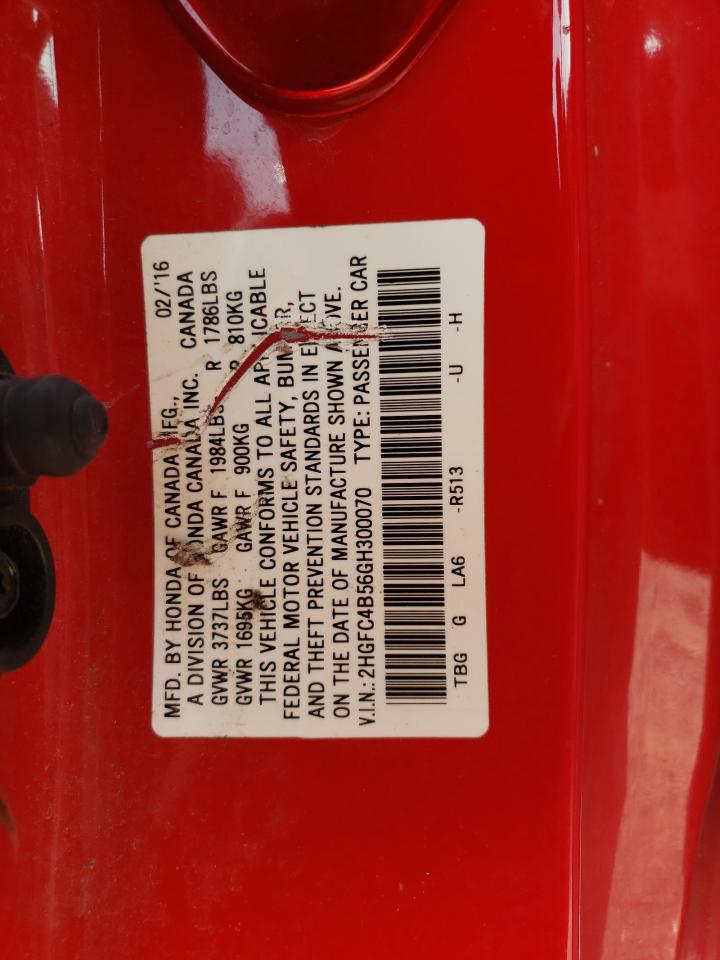 02/'16
MFD. BY HONDA OF CANADA MFG.,
A DIVISION OF HONDA CANADA INC. CANADA
GVWR 3737LBS GAWR F 1984LBS R 1786LBS
GVWR 1695KG GAWR F 900KG R 810KG
THIS VEHICLE CONFORMS TO ALL APPLICABLE
FEDERAL MOTOR VEHICLE SAFETY, BUMPER,
AND THEFT PREVENTION STANDARDS IN EFFECT
ON THE DATE OF MANUFACTURE SHOWN ABOVE.
V.I.N.: 2HGFC4B56GH300070 TYPE: PASSENGER CAR
TBG G LA6 -R513 -U -H